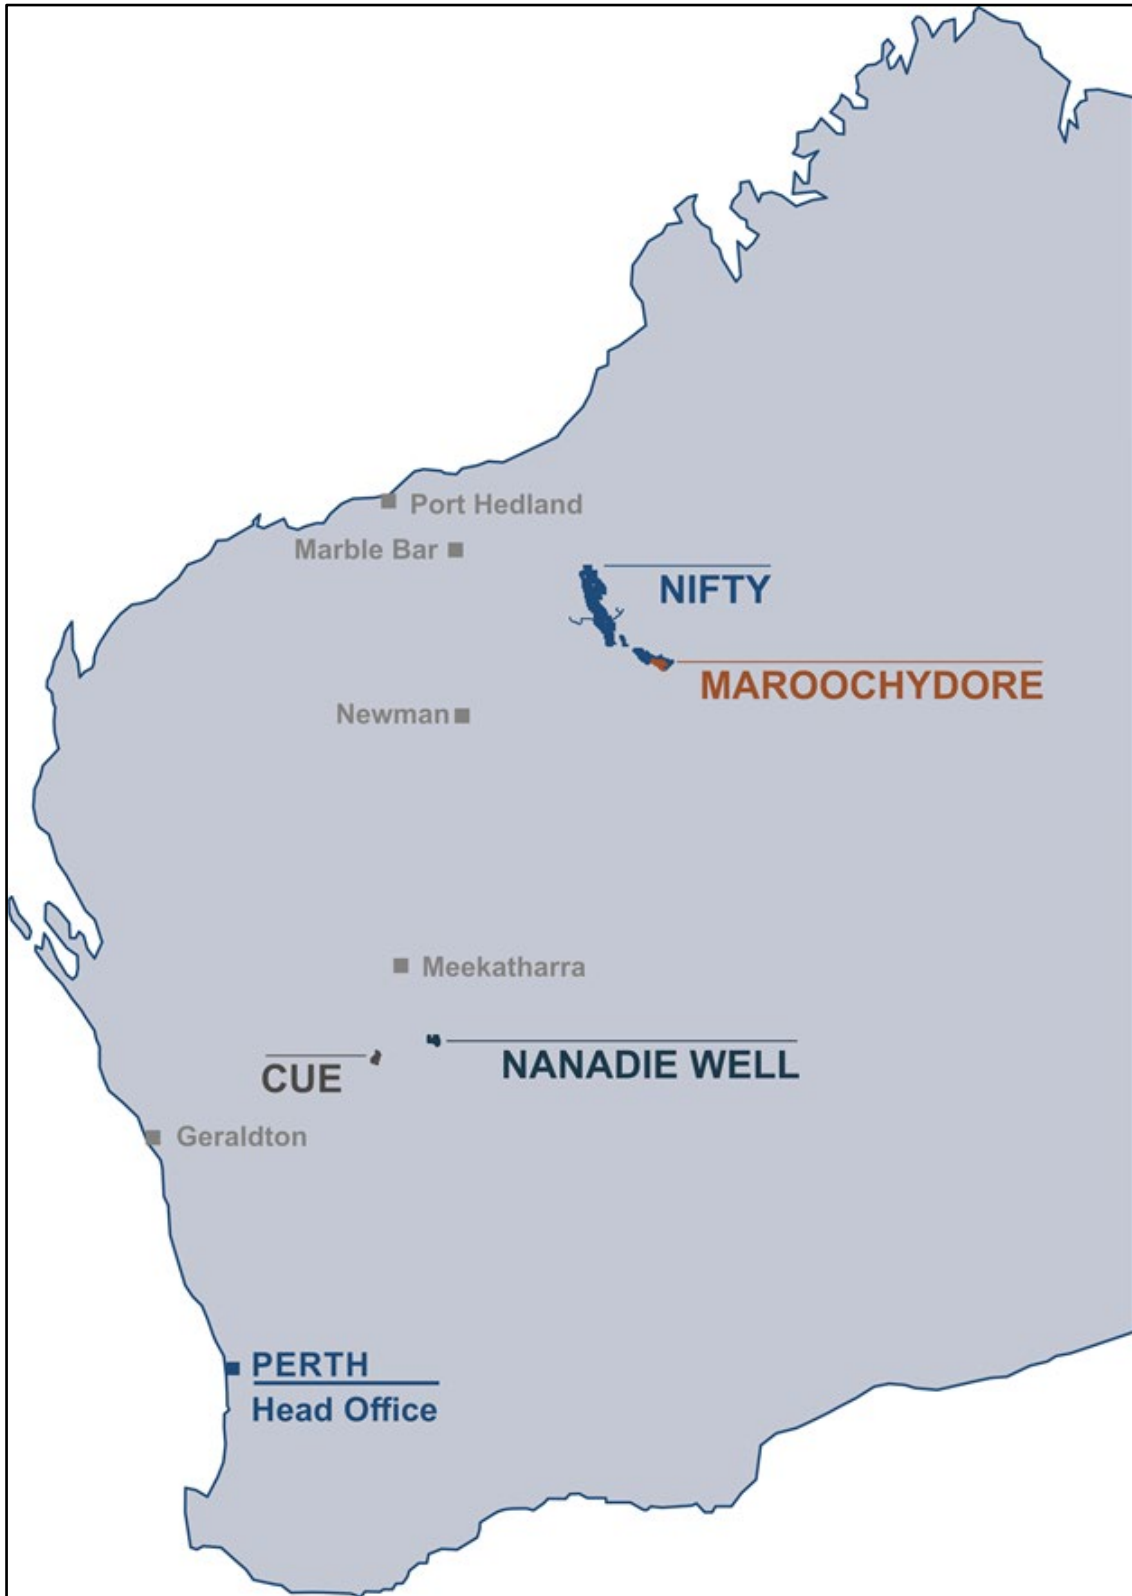 Port Hedland
Marble Bar
NIFTY
MAROOCHYDORE
Newman
Meekatharra
NANADIE WELL
CUE
Geraldton
PERTH
Head Office